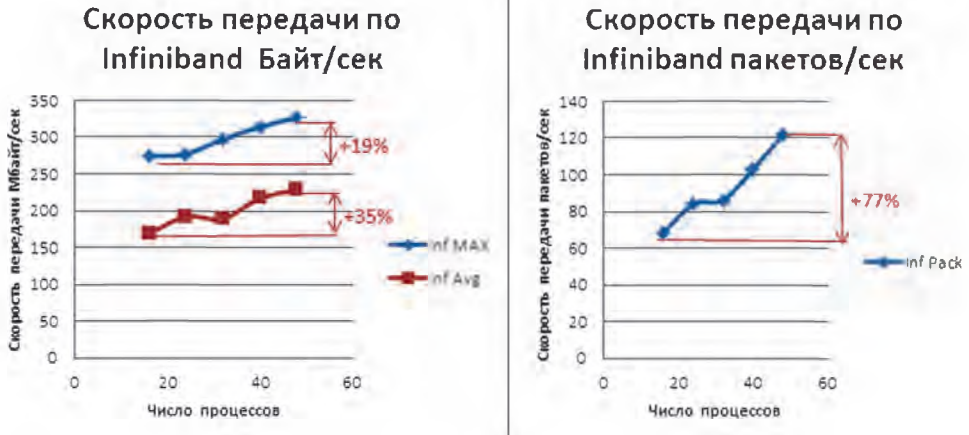 Скорость передачи по
Infiniband Байт/сек
Скорость передачи Мбайт/сек
350
300
250
200
150
100
50
0
0
20
40
60
Число процессов
+19%
+35%
Inf MAX
Inf Avg
Скорость передачи по
Infiniband пакетов/сек
Скорость передачи пакетов/сек
140
120
100
80
60
40
20
0
0
20
40
60
Число процессов
+77%
Inf Pack